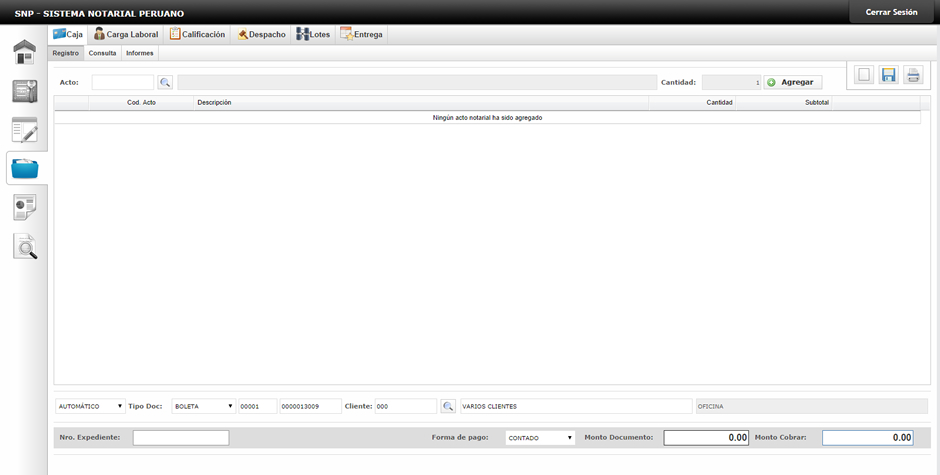 SNP - SISTEMA NOTARIAL PERUANO Cerrar Sesión
Caja Carga Laboral Calificación Despacho Lotes Entrega
Registro Consulta Informes
Acto: Cantidad: 1 Agregar
Cod. Acto Descripción Cantidad Subtotal
Ningún acto notarial ha sido agregado
AUTOMÁTICO Tipo Doc: BOLETA 00001 0000013009 Cliente: 000 VARIOS CLIENTES OFICINA
Nro. Expediente: Forma de pago: CONTADO Monto Documento: 0.00 Monto Cobrar: 0.00